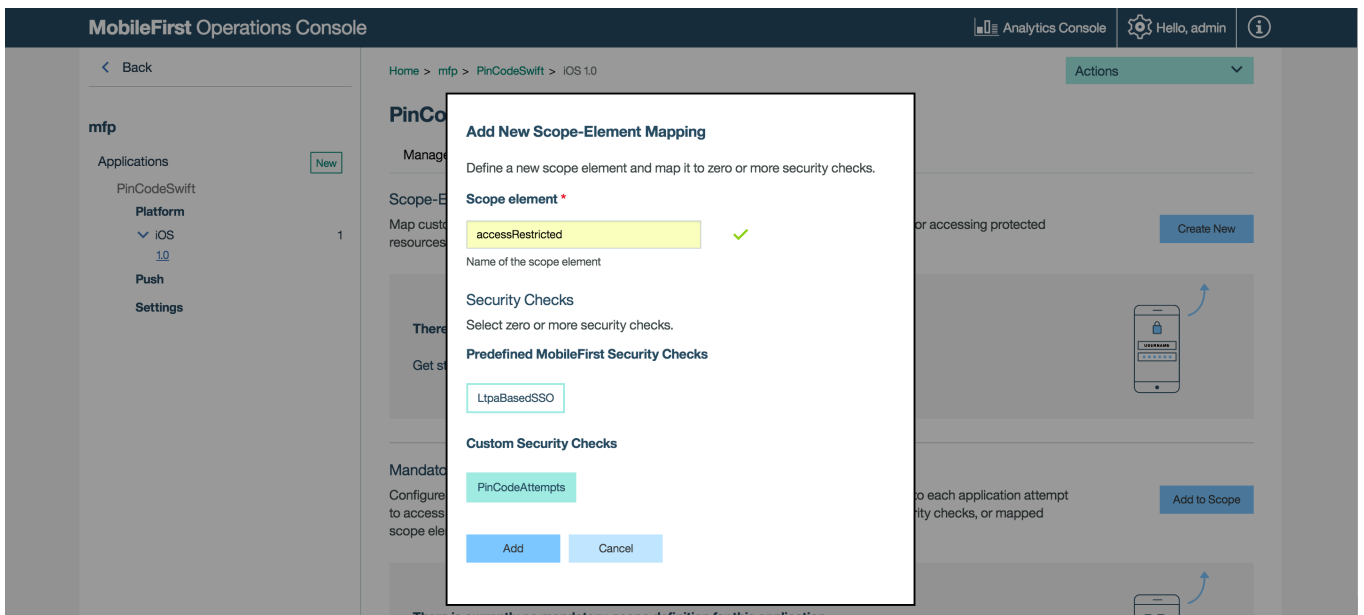 MobileFirst Operations Console
Analytics Console
Hello, admin
Back
Home > mfp > PinCodeSwift > iOS 1.0
Actions
mfp
Applications
New
PinCodeSwift
Platform
iOS
1
1.0
Push
Settings
PinCo
Manage
Scope-E
Map custo
or accessing protected
resources
Create New
There
Get st
USERNAME
Mandato
Configure
to each application attempt
to access
rity checks, or mapped
scope ele
Add to Scope
Add New Scope-Element Mapping
Define a new scope element and map it to zero or more security checks.
Scope element *
accessRestricted
Name of the scope element
Security Checks
Select zero or more security checks.
Predefined MobileFirst Security Checks
LtpaBasedSSO
Custom Security Checks
PinCodeAttempts
Add
Cancel